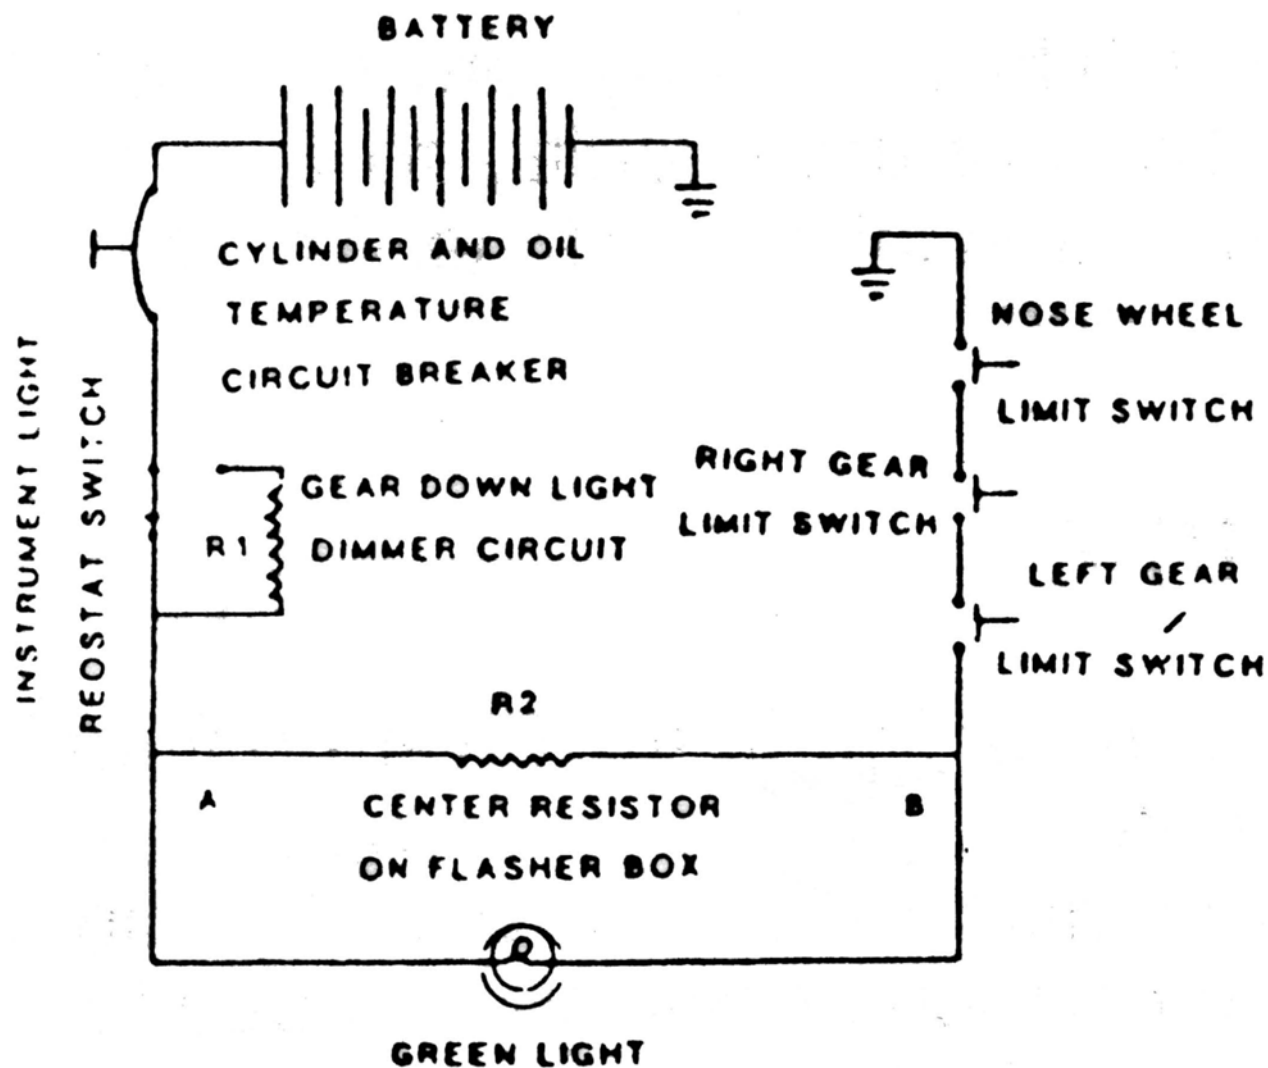 BATTERY
CYLINDER AND OIL
TEMPERATURE
CIRCUIT BREAKER
INSTRUMENT LIGHT
REOSTAT SWITCH
R1
GEAR DOWN LIGHT
DIMMER CIRCUIT
NOSE WHEEL
LIMIT SWITCH
RIGHT GEAR
LIMIT SWITCH
LEFT GEAR
LIMIT SWITCH
R2
A
CENTER RESISTOR
ON FLASHER BOX
B
GREEN LIGHT